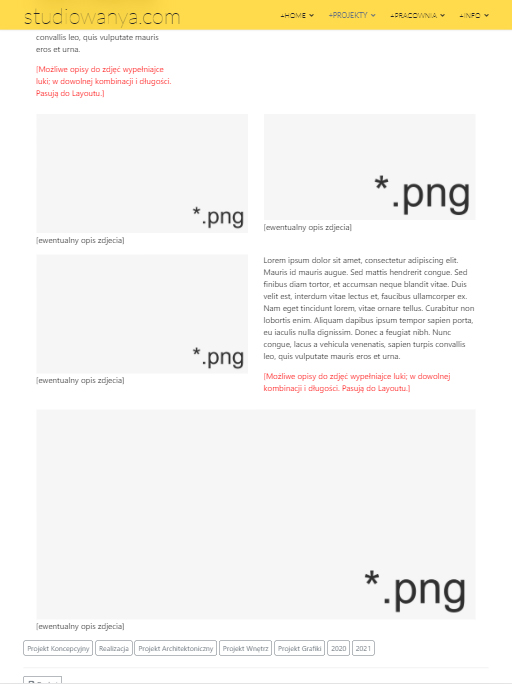 studiowanya.com
+HOME
+PROJEKTY
+PRACOWNIA
+INFO
convallis leo, quis vulputate mauris
eros et urna.
[Możliwe opisy do zdjęć wypełniajce
luki; w dowolnej kombinacji i długości.
Pasują do Layoutu.]
*.png
[ewentualny opis zdjecia]
*.png
[ewentualny opis zdjecia]
*.png
[ewentualny opis zdjecia]
Lorem ipsum dolor sit amet, consectetur adipiscing elit.
Mauris id mauris augue. Sed mattis hendrerit congue. Sed
finibus diam tortor, et accumsan neque blandit vitae. Duis
velit est, interdum vitae lectus et, faucibus ullamcorper ex.
Nam eget tincidunt lorem, vitae ornare tellus. Curabitur non
lobortis enim. Aliquam dapibus ipsum tempor sapien porta,
eu iaculis nulla dignissim. Donec a feugiat nibh. Nunc
congue, lacus a vehicula venenatis, sapien turpis convallis
leo, quis vulputate mauris eros et urna.
[Możliwe opisy do zdjęć wypełniajce luki; w dowolnej
kombinacji i długości. Pasują do Layoutu.]
*.png
[ewentualny opis zdjecia]
Projekt Koncepcyjny
Realizacja
Projekt Architektoniczny
Projekt Wnętrz
Projekt Grafiki
2020
2021